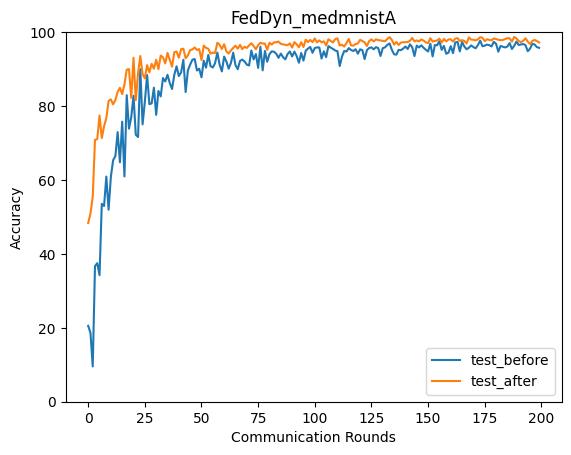 FedDyn_medmnistA
100
80
60
40
20
0
Accuracy
0 25 50 75 100 125 150 175 200
Communication Rounds
test_before
test_after